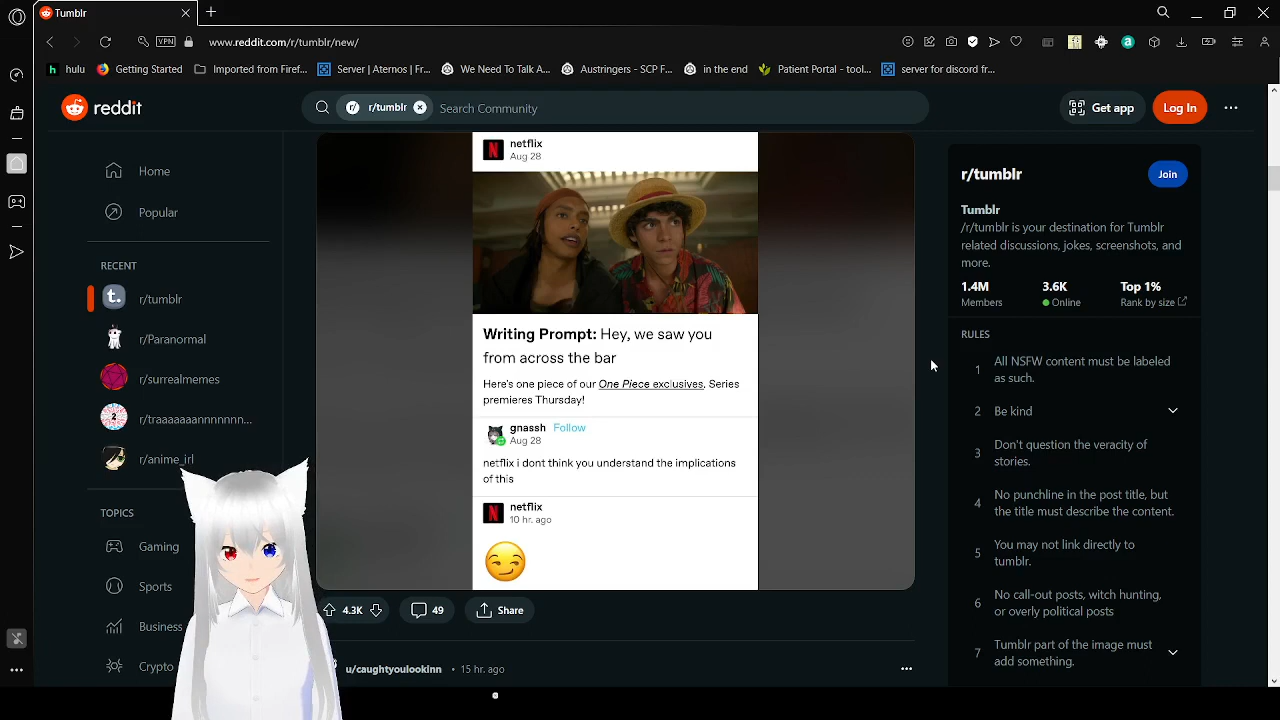 Tumblr
VPN
www.reddit.com/r/tumblr/new/
hulu
Getting Started
Imported from Firef...
Server | Aternos | Fr...
We Need To Talk A...
Austringers - SCP F...
in the end
Patient Portal - tool...
server for discord fr...
reddit
r/tumblr
Search Community
Get app
Log In
Home
Popular
RECENT
r/tumblr
r/Paranormal
r/surrealmemes
r/traaaaaaannnnnnn...
r/anime_irl
TOPICS
Gaming
Sports
Business
Crypto
netflix
Aug 28
Writing Prompt: Hey, we saw you
from across the bar
Here's one piece of our One Piece exclusives. Series
premieres Thursday!
gnassh Follow
Aug 28
netflix i dont think you understand the implications
of this
netflix
10 hr. ago
4.3K
49
Share
u/caughtyoulookinn • 15 hr. ago
r/tumblr
Join
Tumblr
/r/tumblr is your destination for Tumblr
related discussions, jokes, screenshots, and
more.
1.4M 3.6K Top 1%
Members Online Rank by size
RULES
1 All NSFW content must be labeled
as such.
2 Be kind
3 Don't question the veracity of
stories.
4 No punchline in the post title, but
the title must describe the content.
5 You may not link directly to
tumblr.
6 No call-out posts, witch hunting,
or overly political posts
7 Tumblr part of the image must
add something.